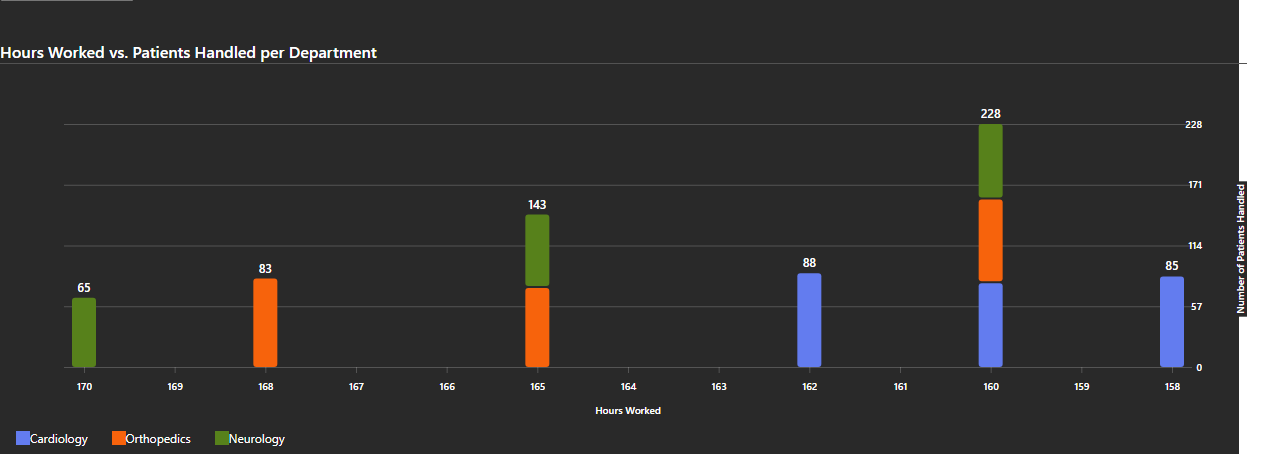 Hours Worked vs. Patients Handled per Department
228
228
171
143
114
88
85
83
65
57
0
170 169 168 167 166 165 164 163 162 161 160 159 158
Hours Worked
Number of Patients Handled
Cardiology Orthopedics Neurology